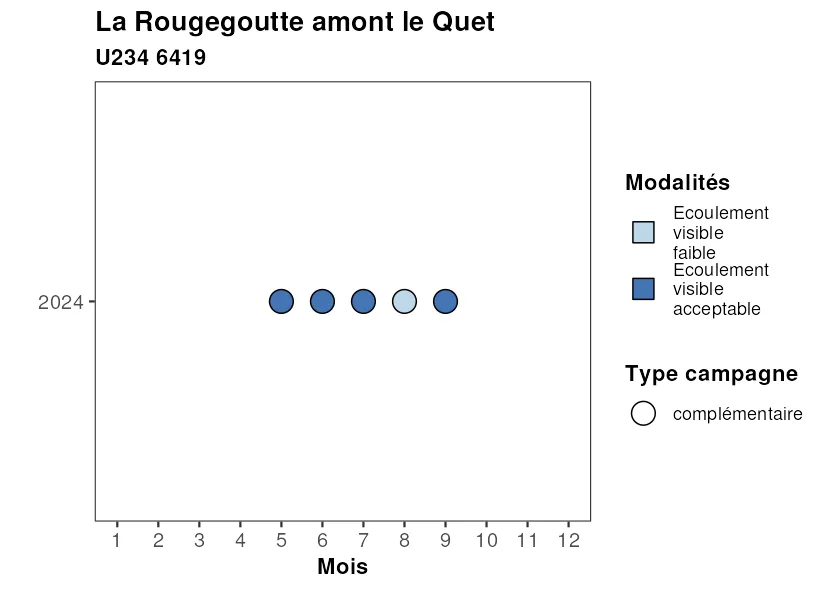 La Rougegoutte amont le Quet
U234 6419
Modalités
Ecoulement
visible
faible
Ecoulement
visible
acceptable
2024
Type campagne
complémentaire
1 2 3 4 5 6 7 8 9 10 11 12
Mois